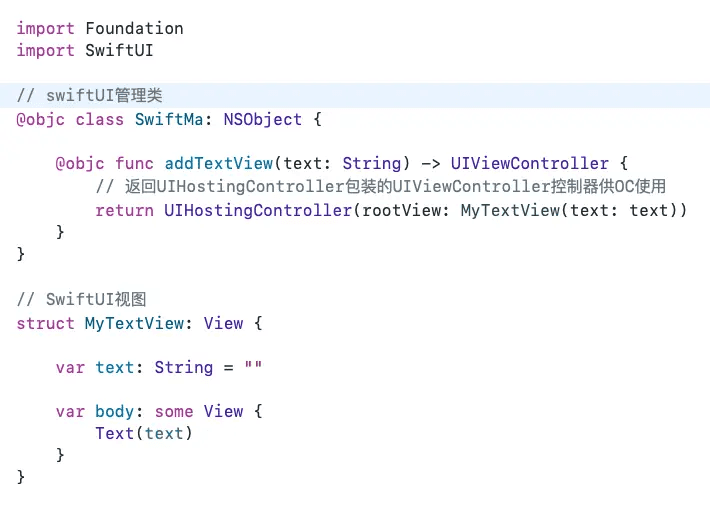 import Foundation
import SwiftUI
// swiftUI管理类
@objc class SwiftMa: NSObject {
@objc func addTextView(text: String) -> UIViewController {
// 返回UIHostingController包装的UIViewController控制器供OC使用
return UIHostingController(rootView: MyTextView(text: text))
}
}
// SwiftUI视图
struct MyTextView: View {
var text: String = ""
var body: some View {
Text(text)
}
}